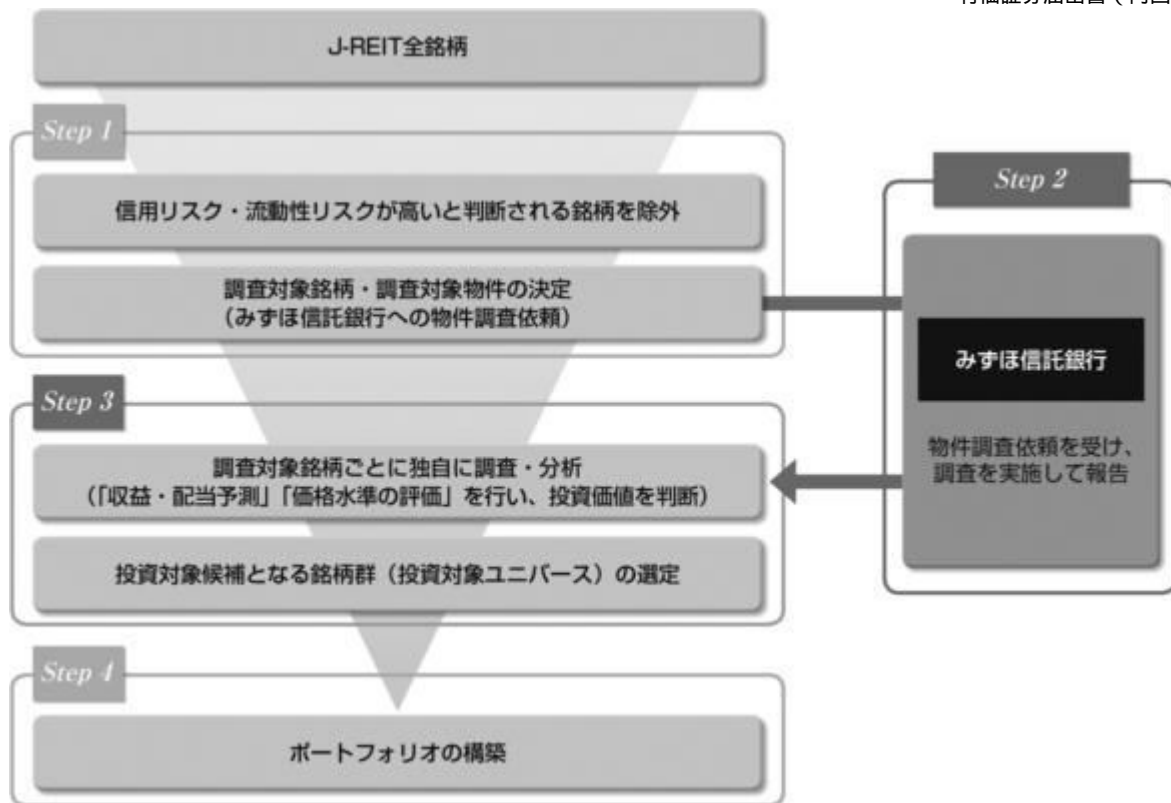 J-REIT全銘柄
Step 1
信用リスク・流動性リスクが高いと判断される銘柄を除外
調査対象銘柄・調査対象物件の決定
（みずほ信託銀行への物件調査依頼）
Step 2
みずほ信託銀行
物件調査依頼を受け、
調査を実施して報告
Step 3
調査対象銘柄ごとに独自に調査・分析
（「収益・配当予測」「価格水準の評価」を行い、投資価値を判断）
投資対象候補となる銘柄群（投資対象ユニバース）の選定
Step 4
ポートフォリオの構築